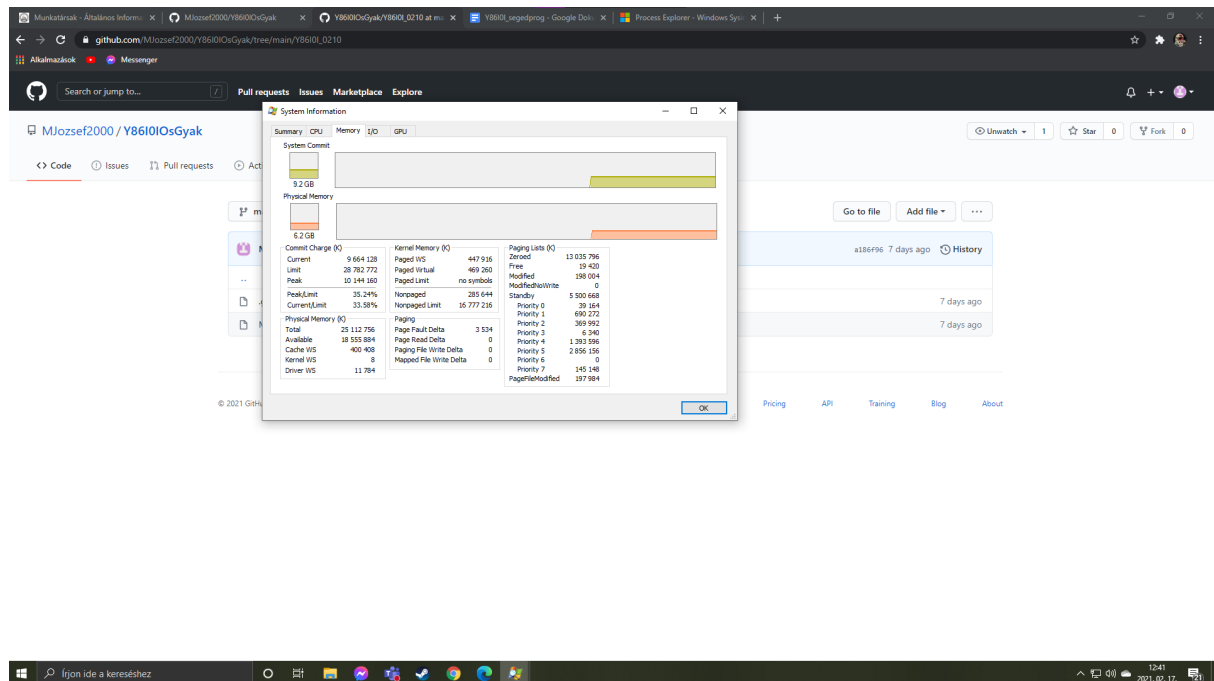 Munkatársak - Általános Informa
MJozsef2000/Y86I0IOsGyak
Y86I0IOsGyak/Y86I0I_0210 at ma
Y86I0I_segedprog - Google Doku
Process Explorer - Windows Sysi
github.com/MJozsef2000/Y86I0IOsGyak/tree/main/Y86I0I_0210
Alkalmazások
Messenger
Search or jump to...
/
Pull requests Issues Marketplace Explore
MJozsef2000 / Y86I0IOsGyak
Unwatch 1 Star 0 Fork 0
Code Issues Pull requests Acti
System Information
Summary CPU Memory I/O GPU
System Commit
9.2 GB
Physical Memory
6.2 GB
Commit Charge (K)
Current 9 664 128
Limit 28 782 772
Peak 10 144 160
Peak/Limit 35.24%
Current/Limit 33.58%
Physical Memory (K)
Total 25 112 756
Available 18 555 884
Cache WS 400 408
Kernel WS 8
Driver WS 11 784
Kernel Memory (K)
Paged WS 447 916
Paged Virtual 469 260
Paged Limit no symbols
Nonpaged 285 644
Nonpaged Limit 16 777 216
Paging
Page Fault Delta 3 534
Page Read Delta 0
Paging File Write Delta 0
Mapped File Write Delta 0
Paging Lists (K)
Zeroed 13 035 796
Free 19 420
Modified 198 004
ModifiedNoWrite 0
Standby 5 500 668
Priority 0 39 164
Priority 1 690 272
Priority 2 369 992
Priority 3 6 340
Priority 4 1 393 596
Priority 5 2 856 156
Priority 6 0
Priority 7 145 148
PageFileModified 197 984
OK
Go to file Add file ...
a186f96 7 days ago History
..
7 days ago
7 days ago
© 2021 GitHu
Pricing API Training Blog About
Írjon ide a kereséshez
12:41
2021. 02. 17.